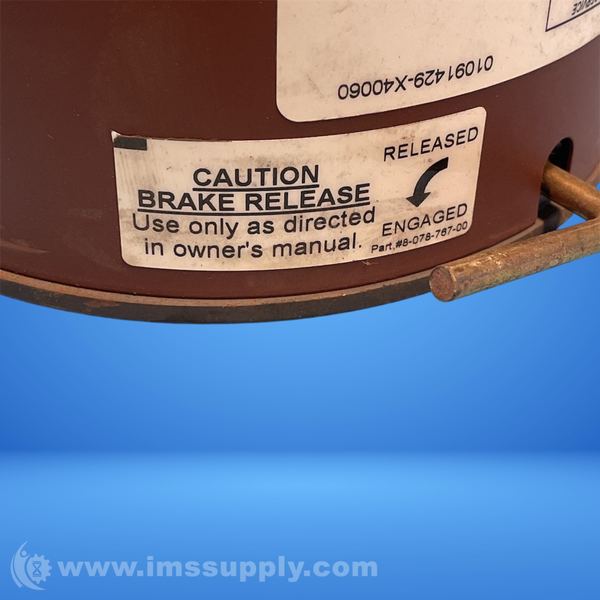 SERVICE
01091429-X40060
CAUTION
BRAKE RELEASE
Use only as directed
in owner's manual.
RELEASED
ENGAGED
Part.#8-078-767-00
www.imssupply.com